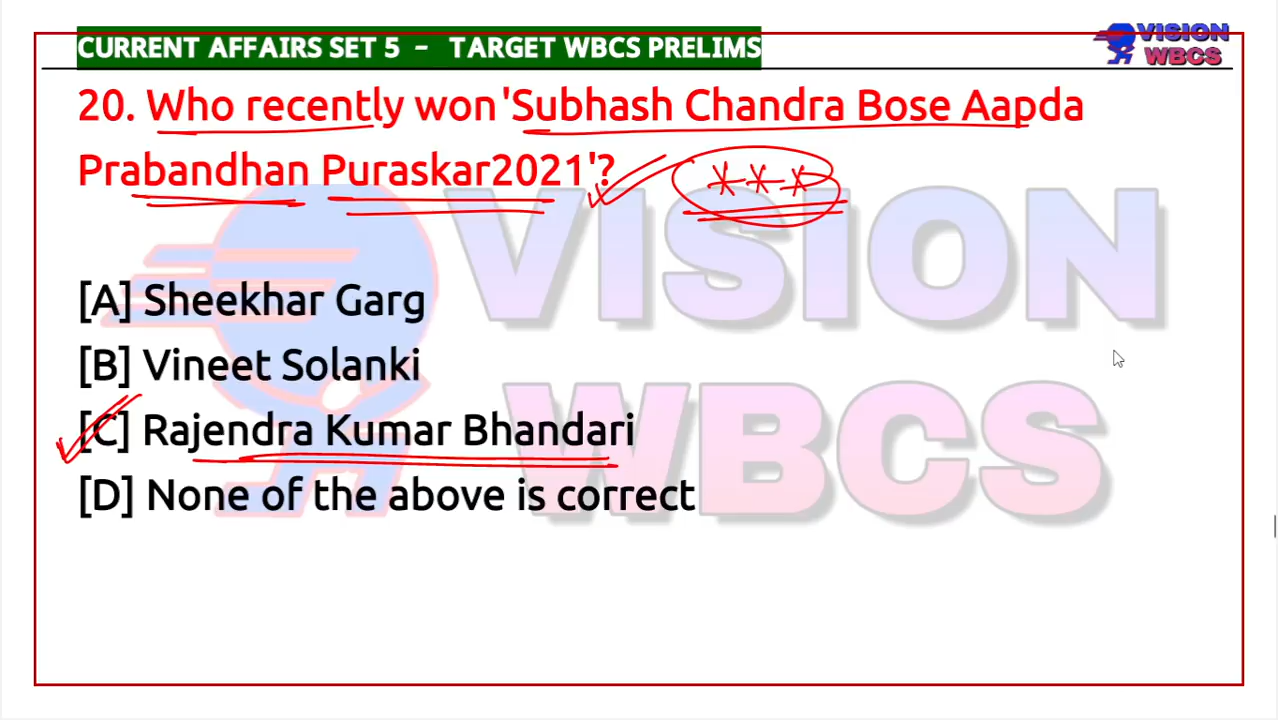 CURRENT AFFAIRS SET 5 - TARGET WBCS PRELIMS
VISION
WBCS
20. Who recently won 'Subhash Chandra Bose Aapda
Prabandhan Puraskar2021'? ***
VISION
WBCS
[A] Sheekhar Garg
[B] Vineet Solanki
[C] Rajendra Kumar Bhandari
[D] None of the above is correct